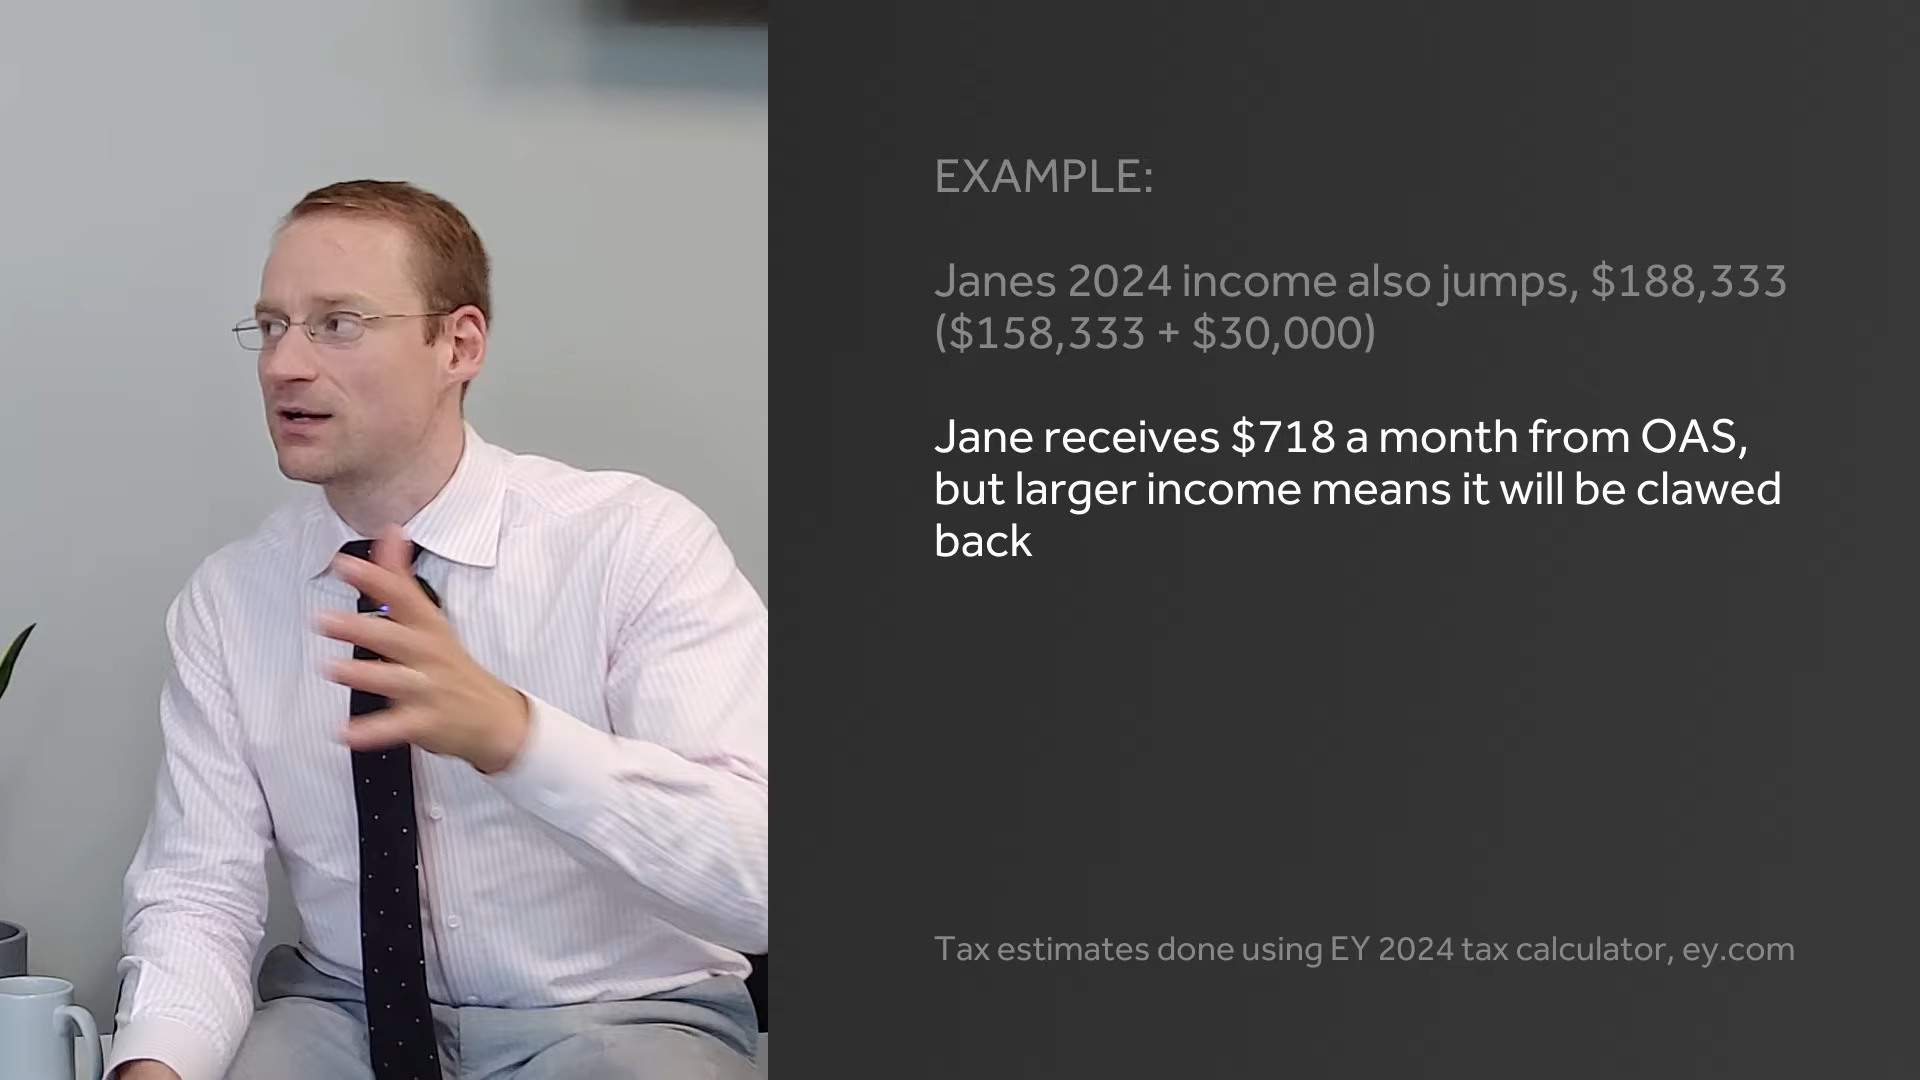 EXAMPLE:
Janes 2024 income also jumps, $188,333
($158,333 + $30,000)
Jane receives $718 a month from OAS,
but larger income means it will be clawed
back
Tax estimates done using EY 2024 tax calculator, ey.com